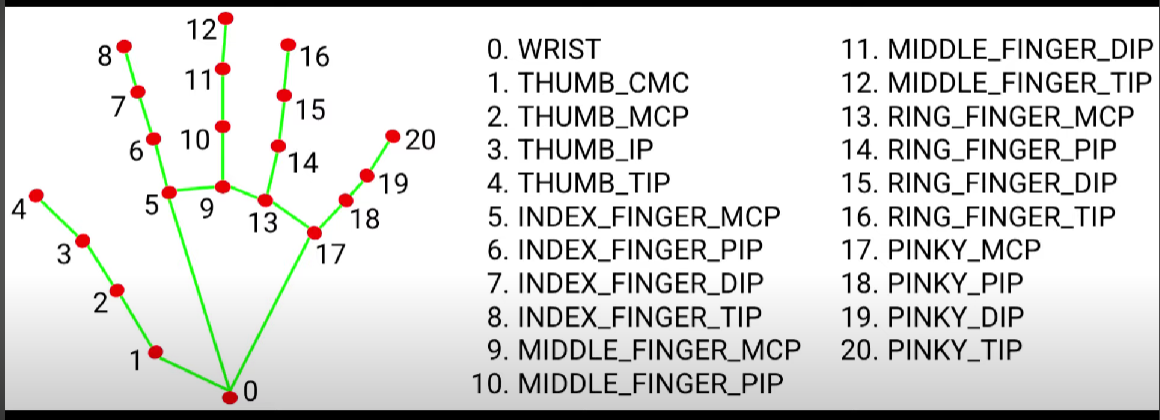 12
8
16
11
7
15
10
20
6
14
19
5
9
18
4
13
17
3
2
1
0
0. WRIST
1. THUMB_CMC
2. THUMB_MCP
3. THUMB_IP
4. THUMB_TIP
5. INDEX_FINGER_MCP
6. INDEX_FINGER_PIP
7. INDEX_FINGER_DIP
8. INDEX_FINGER_TIP
9. MIDDLE_FINGER_MCP
10. MIDDLE_FINGER_PIP
11. MIDDLE_FINGER_DIP
12. MIDDLE_FINGER_TIP
13. RING_FINGER_MCP
14. RING_FINGER_PIP
15. RING_FINGER_DIP
16. RING_FINGER_TIP
17. PINKY_MCP
18. PINKY_PIP
19. PINKY_DIP
20. PINKY_TIP